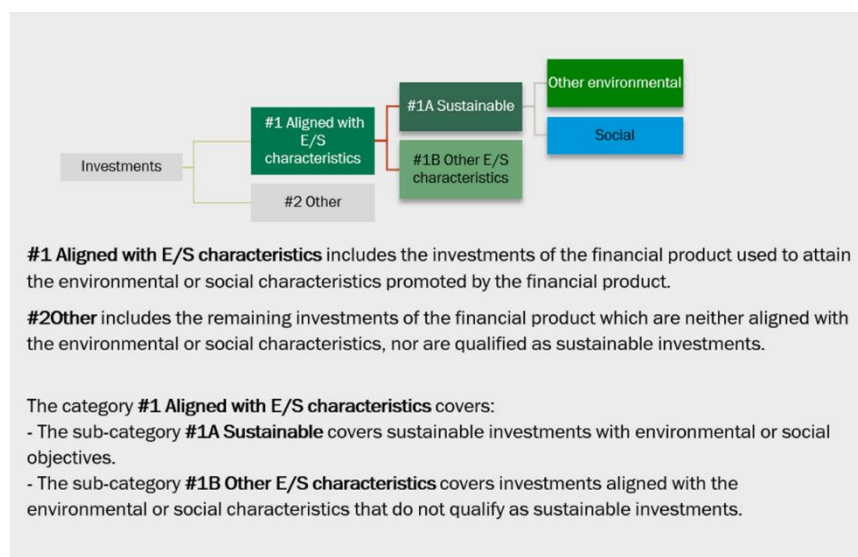 Other environmental
#1A Sustainable
#1 Aligned with
E/S
characteristics
Social
#1B Other E/S
characteristics
Investments
#2 Other
#1 Aligned with E/S characteristics includes the investments of the financial product used to attain
the environmental or social characteristics promoted by the financial product.
#2Other includes the remaining investments of the financial product which are neither aligned with
the environmental or social characteristics, nor are qualified as sustainable investments.
The category #1 Aligned with E/S characteristics covers:
- The sub-category #1A Sustainable covers sustainable investments with environmental or social
objectives.
- The sub-category #1B Other E/S characteristics covers investments aligned with the
environmental or social characteristics that do not qualify as sustainable investments.